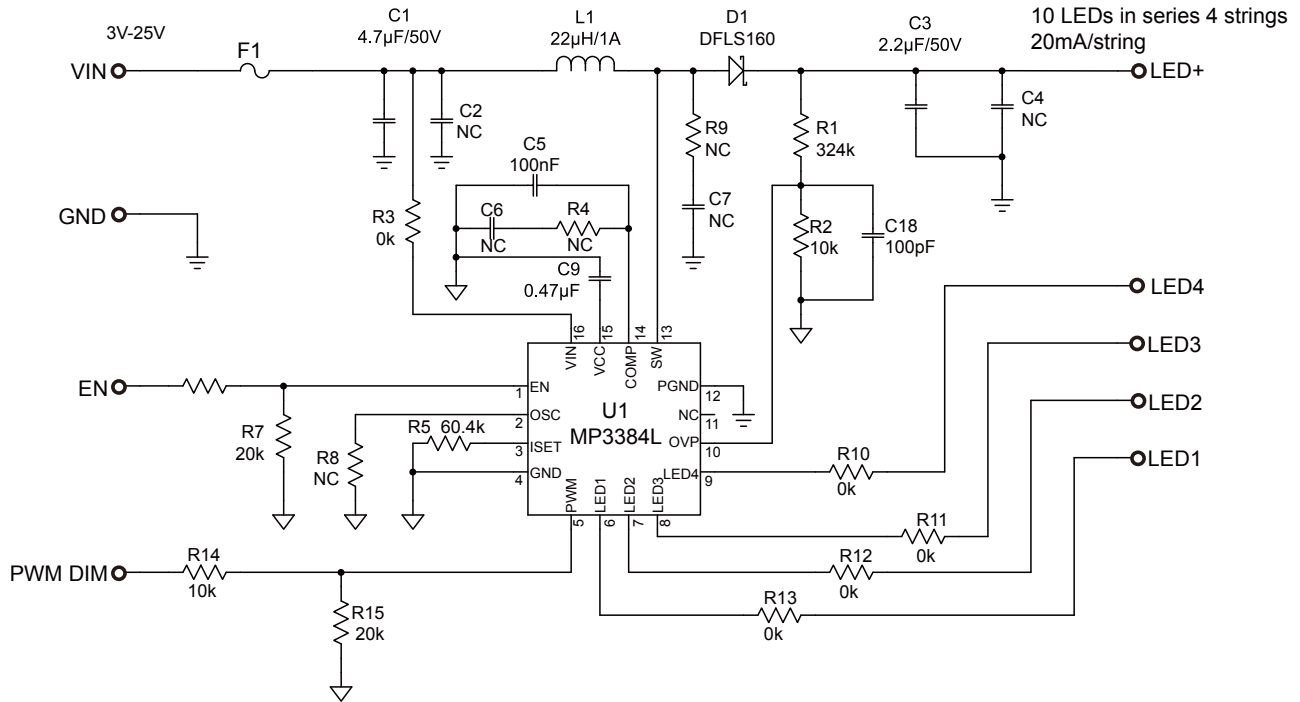 10 LEDs in series 4 strings
20mA/string
3V-25V
VIN
F1
C1
4.7µF/50V
L1
22µH/1A
D1
DFLS160
C3
2.2µF/50V
LED+
C2
NC
C4
NC
R9
NC
R1
324k
C5
100nF
C6
NC
R4
NC
C7
NC
GND
R3
0k
R2
10k
C18
100pF
C9
0.47µF
LED4
LED3
LED2
LED1
16
15
14
13
VIN
VCC
COMP
SW
EN
1
EN
2
OSC
3
ISET
4
GND
U1
MP3384L
PGND
12
NC
11
OVP
10
LED4
9
R7
20k
R8
NC
R5 60.4k
PWM
LED1
LED2
LED3
5
6
7
8
R10
0k
R11
0k
R12
0k
R13
0k
PWM DIM
R14
10k
R15
20k